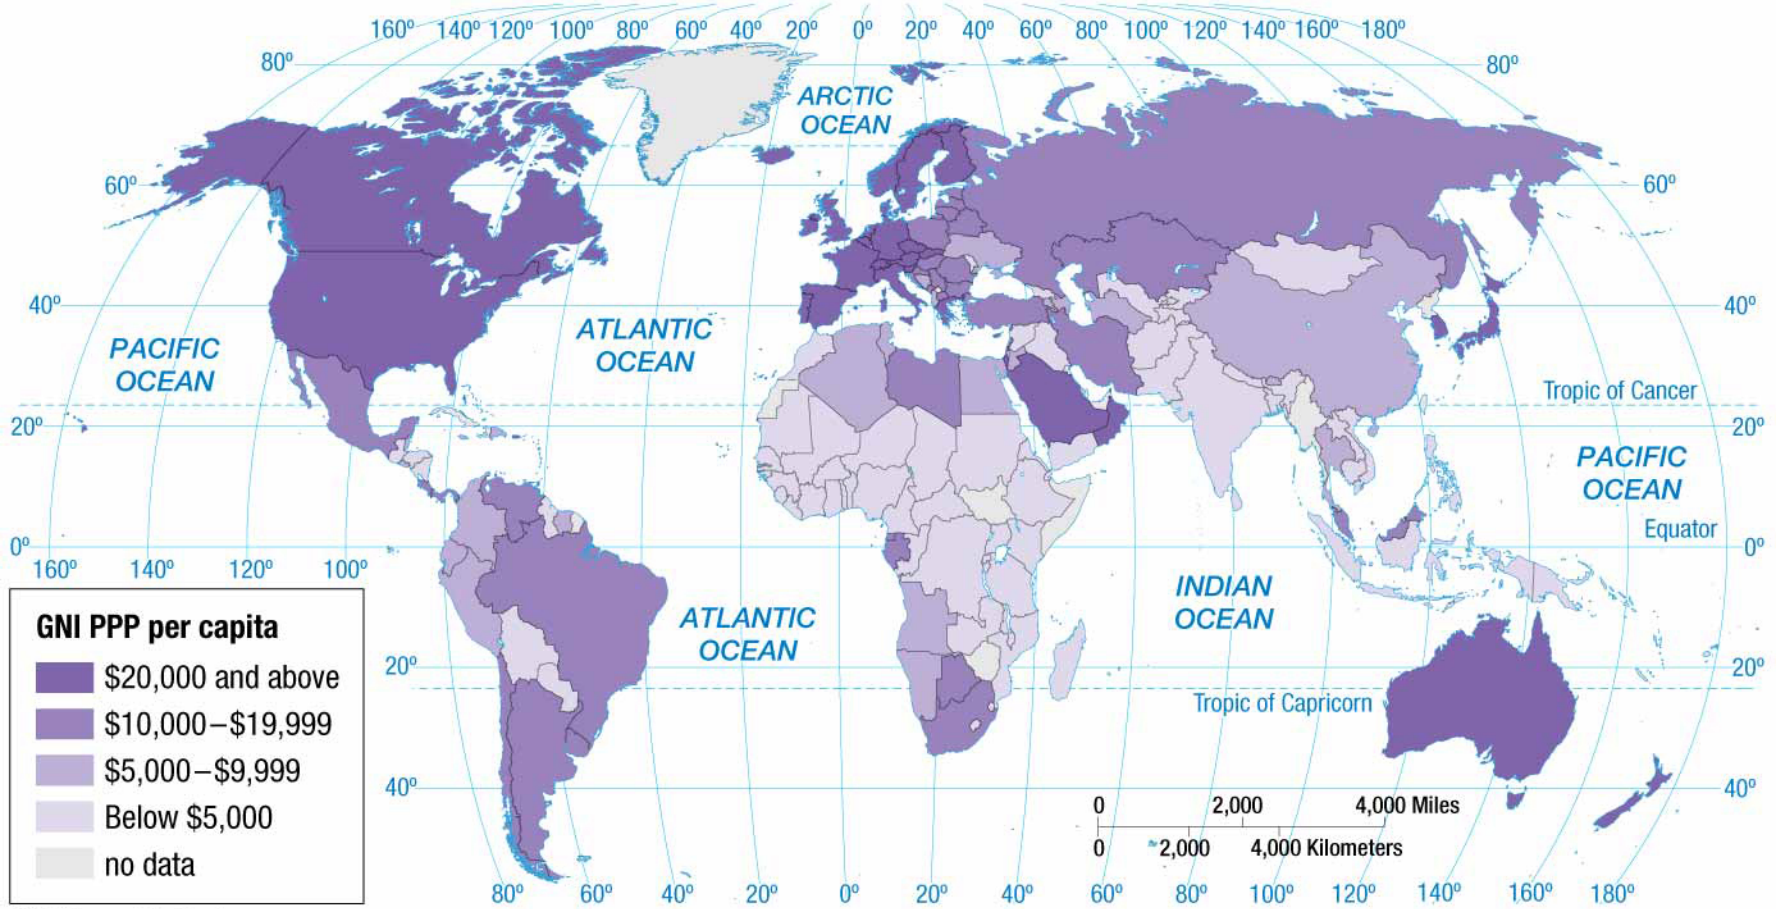 160º 140º 120º 100º 80º 60º 40º 20º 0º 20º 40º 60º 80º 100º 120º 140º 160º 180º
80º 80º
ARCTIC
OCEAN
60º 60º
40º 40º
PACIFIC
OCEAN
ATLANTIC
OCEAN
Tropic of Cancer
20º 20º
PACIFIC
OCEAN
Equator
0º 0º
160º 140º 120º 100º
INDIAN
OCEAN
ATLANTIC
OCEAN
20º 20º
Tropic of Capricorn
40º 40º
GNI PPP per capita
$20,000 and above
$10,000–$19,999
$5,000–$9,999
Below $5,000
no data
0 2,000 4,000 Miles
0 2,000 4,000 Kilometers
80º 60º 40º 20º 0º 20º 40º 60º 80º 100º 120º 140º 160º 180º